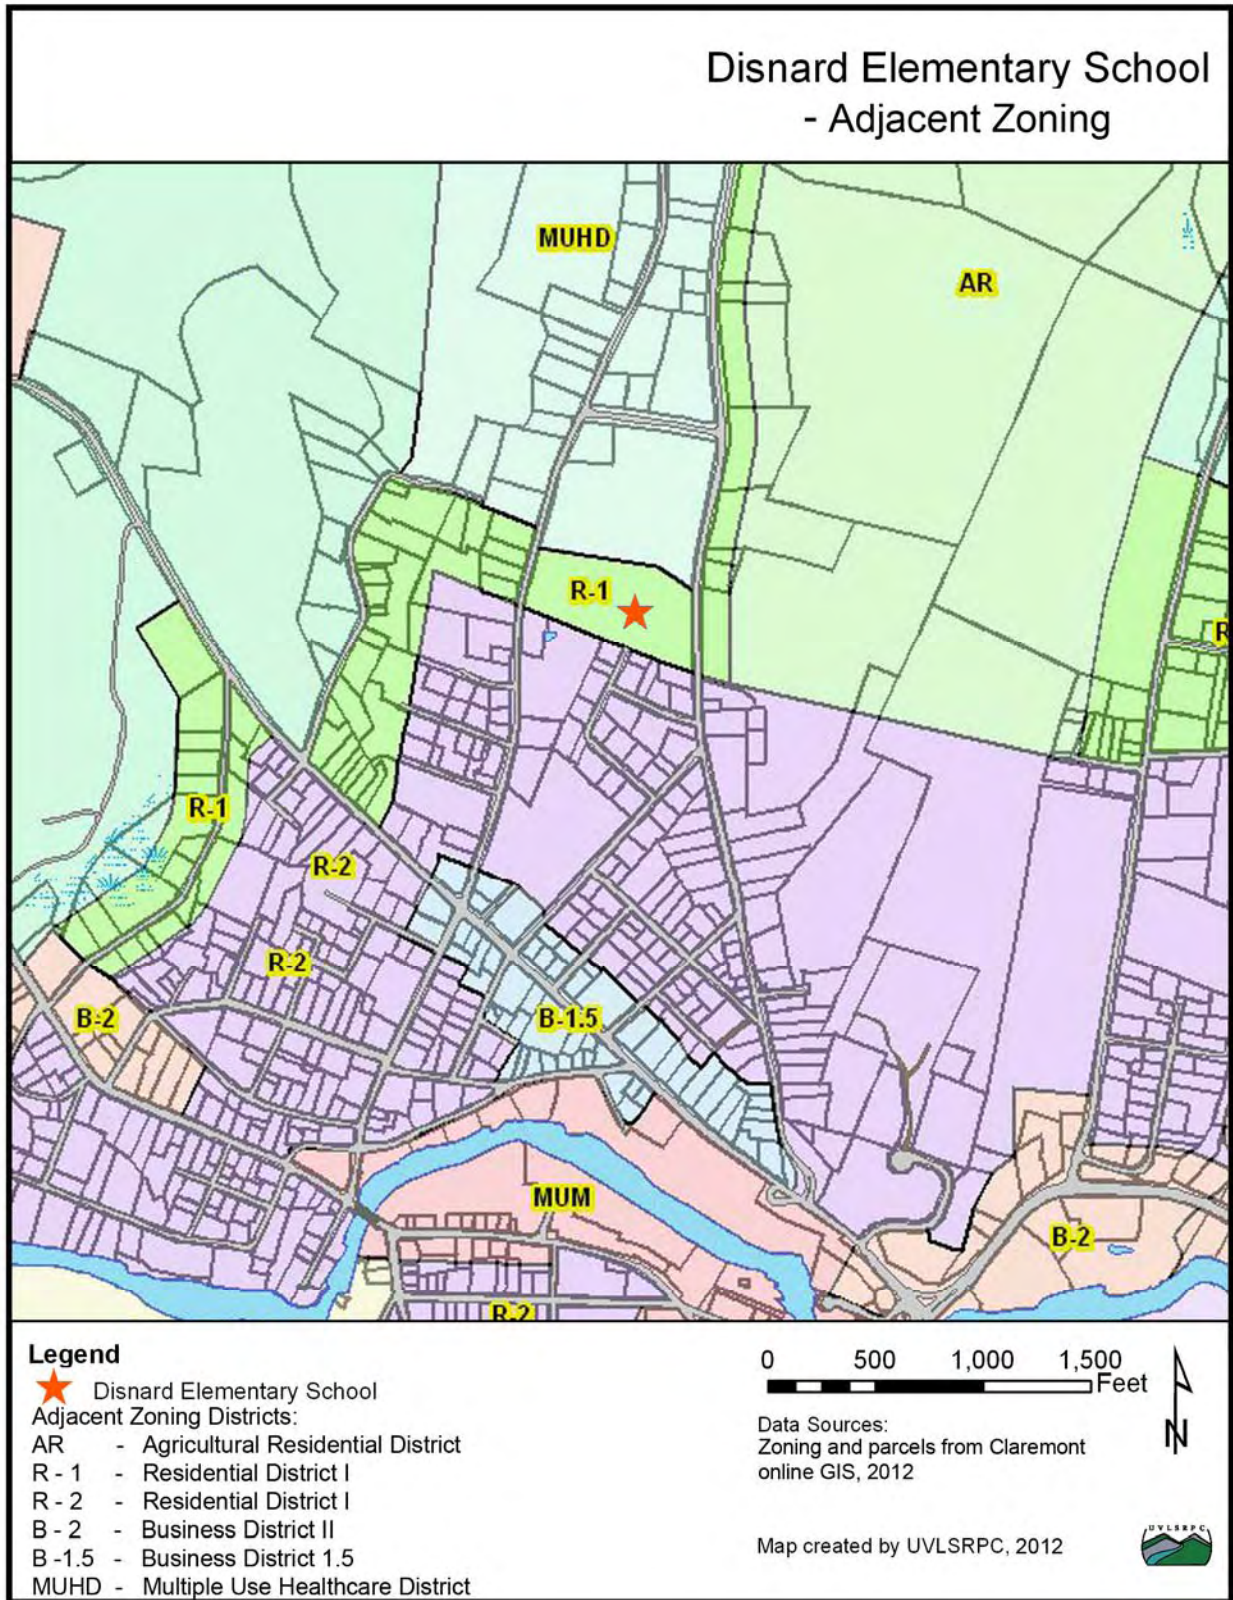 Disnard Elementary School
- Adjacent Zoning
MUHD
AR
R-1
R
R-1
R-2
R-2
B-2
B-1.5
MUM
B-2
R-2
Legend
Disnard Elementary School
Adjacent Zoning Districts:
AR - Agricultural Residential District
R - 1 - Residential District I
R - 2 - Residential District I
B - 2 - Business District II
B -1.5 - Business District 1.5
MUHD - Multiple Use Healthcare District
0 500 1,000 1,500
Feet
N
Data Sources:
Zoning and parcels from Claremont
online GIS, 2012
Map created by UVLSRPC, 2012
UVLSRPC